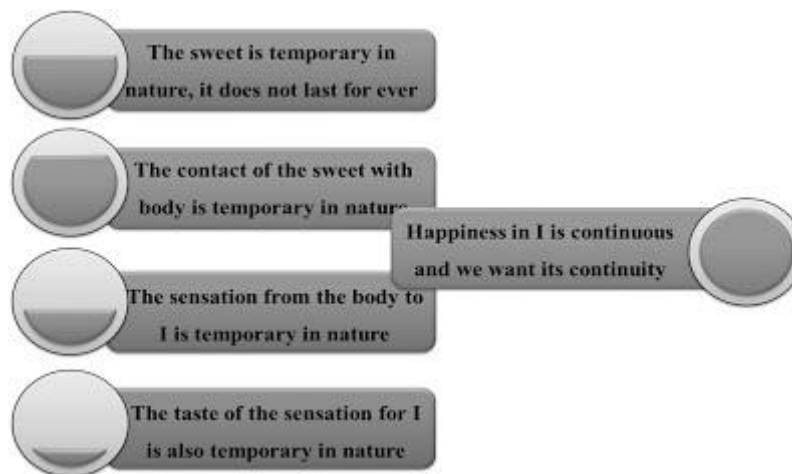 The sweet is temporary in
nature, it does not last for ever
The contact of the sweet with
body is temporary in nature
The sensation from the body to
I is temporary in nature
The taste of the sensation for I
is also temporary in nature
Happiness in I is continuous
and we want its continuity